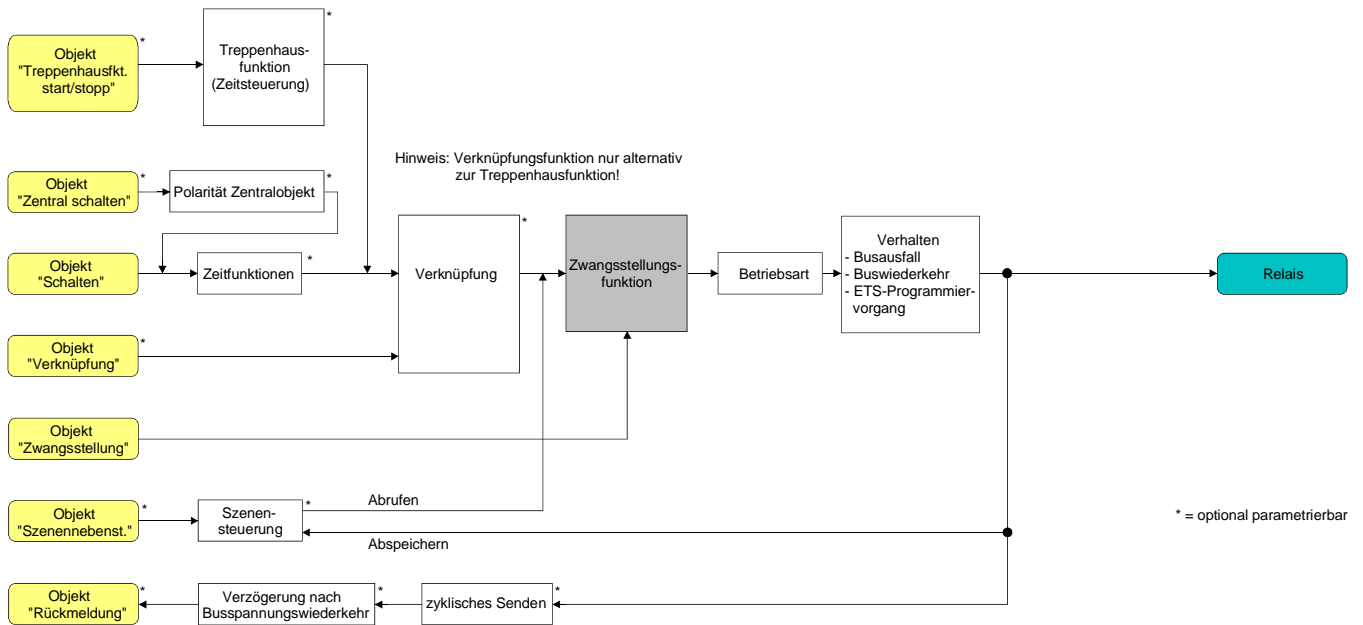 *
*
Objekt
"Treppenhausfkt.
start/stopp"
Treppenhaus-
funktion
(Zeitsteuerung)
Hinweis: Verknüpfungsfunktion nur alternativ
zur Treppenhausfunktion!
*
*
Objekt
"Zentral schalten"
Polarität Zentralobjekt
*
*
Objekt
"Schalten"
Zeitfunktionen
*
Verknüpfung
Zwangsstellungs-
funktion
Betriebsart
Verhalten
- Busausfall
- Buswiederkehr
- ETS-Programmier-
vorgang
Relais
*
Objekt
"Verknüpfung"
Objekt
"Zwangsstellung"
*
*
Objekt
"Szenennebenst."
Szenen-
steuerung
Abrufen
Abspeichern
* = optional parametrierbar
*
*
*
Objekt
"Rückmeldung"
Verzögerung nach
Busspannungswiederkehr
zyklisches Senden